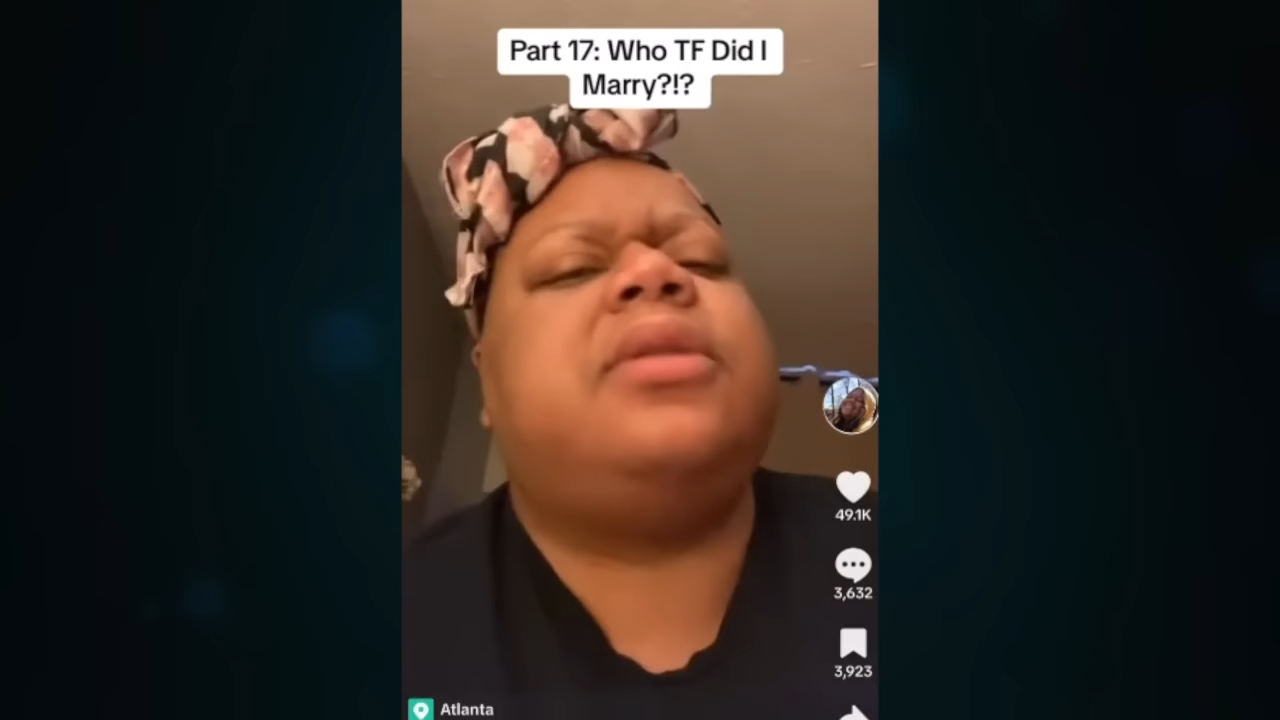 Part 17: Who TF Did I
Marry?!?
49.1K
3,632
3,923
Atlanta